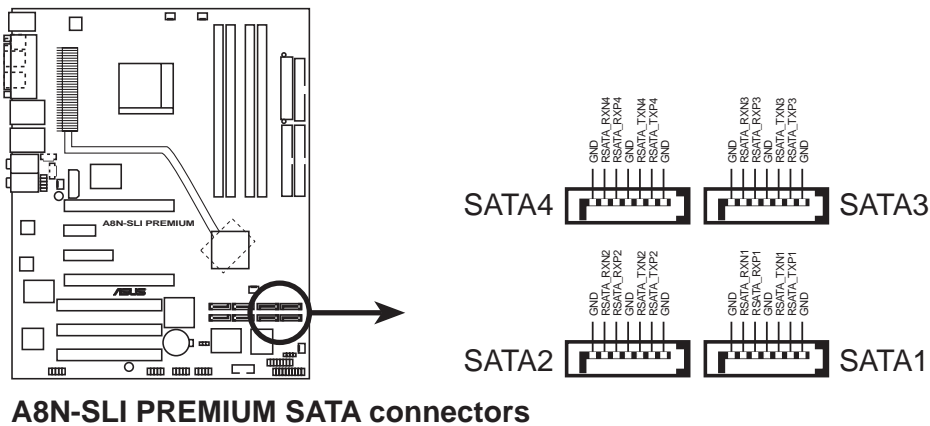 GND
RSATA_RXN4
RSATA_RXP4
GND
RSATA_TXN4
RSATA_TXP4
GND
GND
RSATA_RXN3
RSATA_RXP3
GND
RSATA_TXN3
RSATA_TXP3
GND
SATA4
SATA3
A8N-SLI PREMIUM
ASUS
GND
RSATA_RXN2
RSATA_RXP2
GND
RSATA_TXN2
RSATA_TXP2
GND
GND
RSATA_RXN1
RSATA_RXP1
GND
RSATA_TXN1
RSATA_TXP1
GND
SATA2
SATA1
A8N-SLI PREMIUM SATA connectors